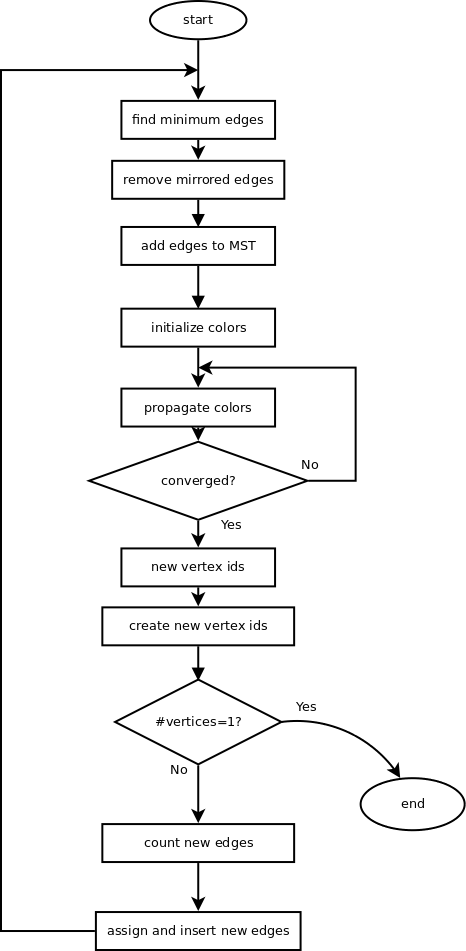 start
find minimum edges
remove mirrored edges
add edges to MST
initialize colors
propagate colors
No
converged?
Yes
new vertex ids
create new vertex ids
Yes
#vertices=1?
No
end
count new edges
assign and insert new edges